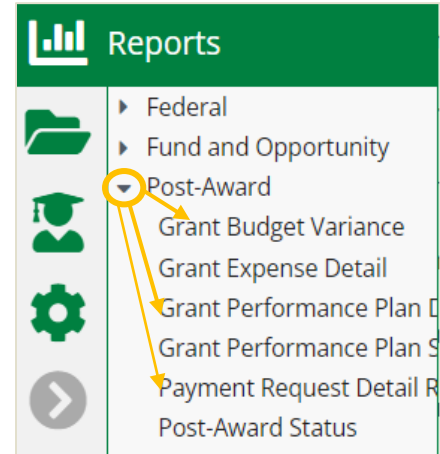 Reports
Federal
Fund and Opportunity
Post-Award
Grant Budget Variance
Grant Expense Detail
Grant Performance Plan D
Grant Performance Plan S
Payment Request Detail R
Post-Award Status